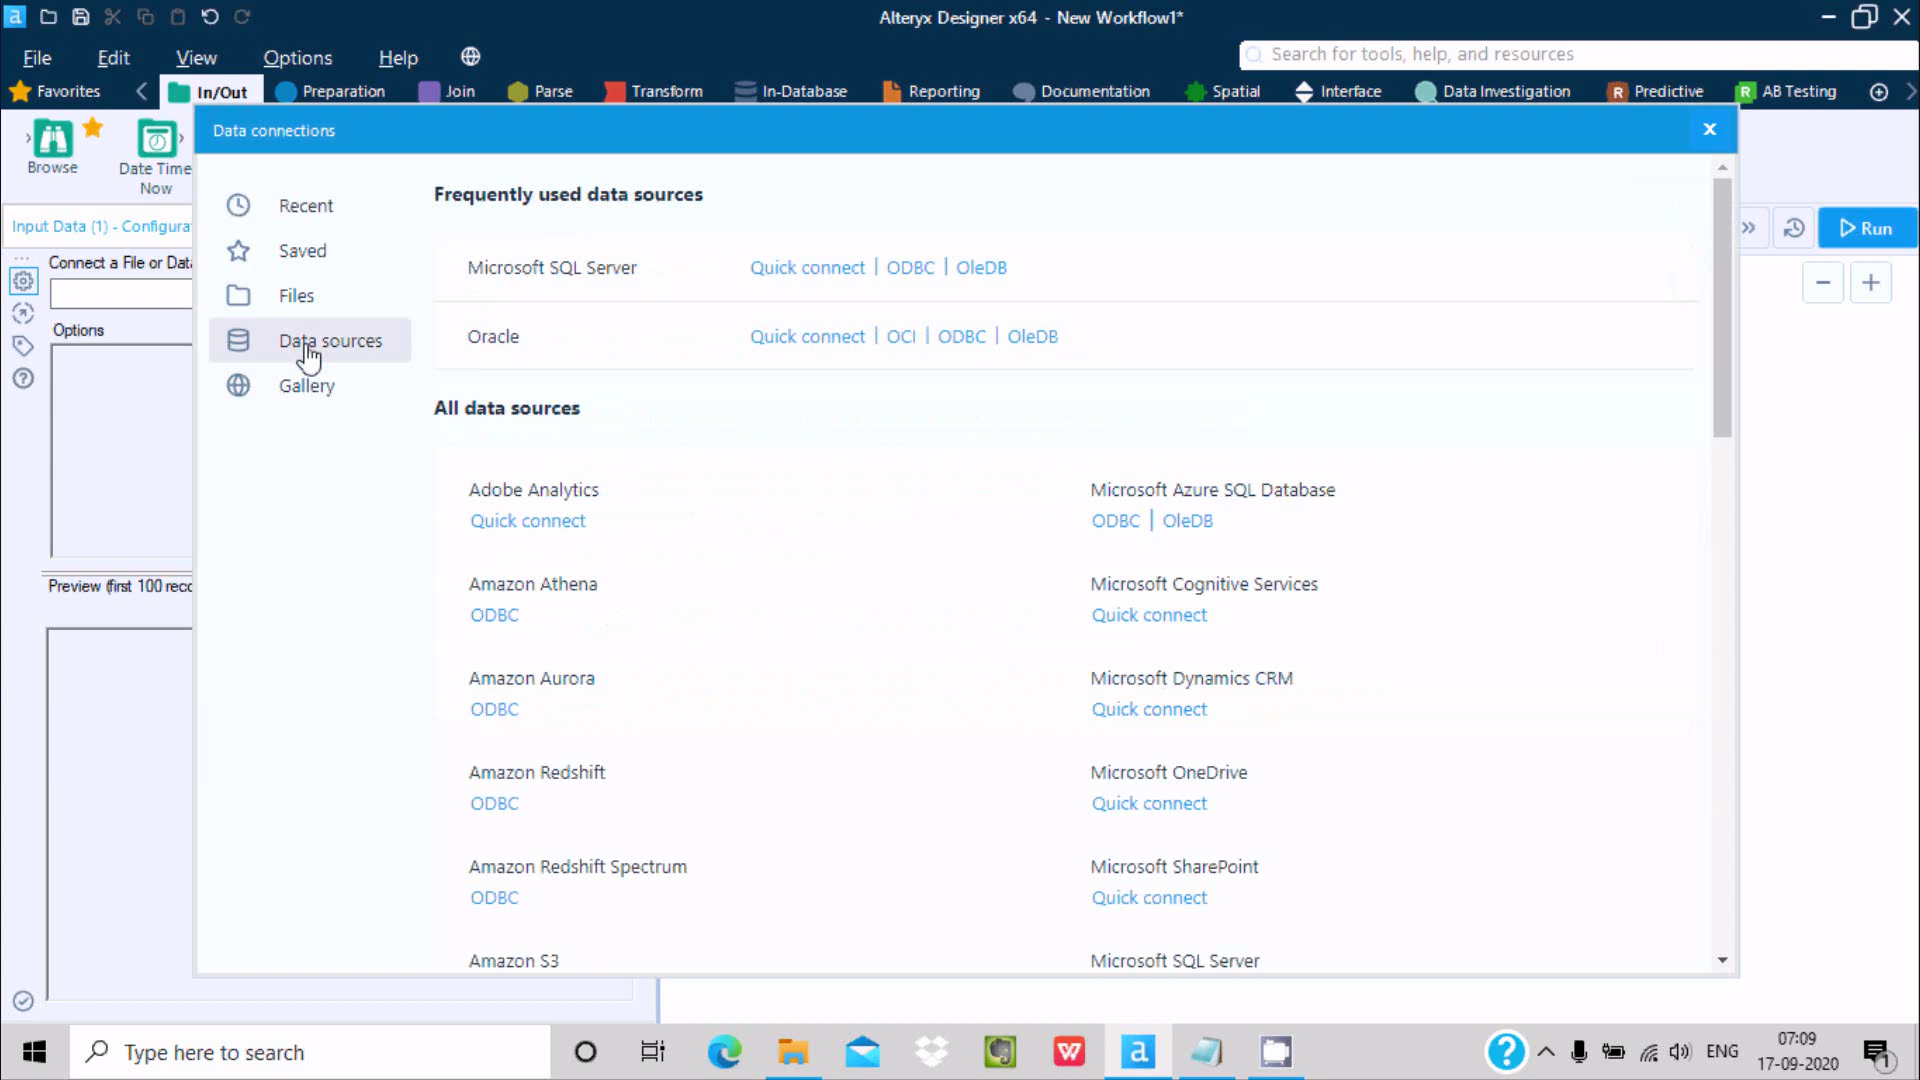 Alteryx Designer x64 - New Workflow1*
File Edit View Options Help
Search for tools, help, and resources
Favorites In/Out Preparation Join Parse Transform In-Database Reporting Documentation Spatial Interface Data Investigation Predictive AB Testing
Browse
Date Time
Now
Data connections
Input Data (1) - Configurat
Run
Connect a File or Data
Options
Preview (first 100 reco
Recent
Saved
Files
Data sources
Gallery
Frequently used data sources
Microsoft SQL Server Quick connect | ODBC | OleDB
Oracle Quick connect | OCI | ODBC | OleDB
All data sources
Adobe Analytics
Quick connect
Microsoft Azure SQL Database
ODBC | OleDB
Amazon Athena
ODBC
Microsoft Cognitive Services
Quick connect
Amazon Aurora
ODBC
Microsoft Dynamics CRM
Quick connect
Amazon Redshift
ODBC
Microsoft OneDrive
Quick connect
Amazon Redshift Spectrum
ODBC
Microsoft SharePoint
Quick connect
Amazon S3
Microsoft SQL Server
Type here to search
ENG
07:09
17-09-2020
1